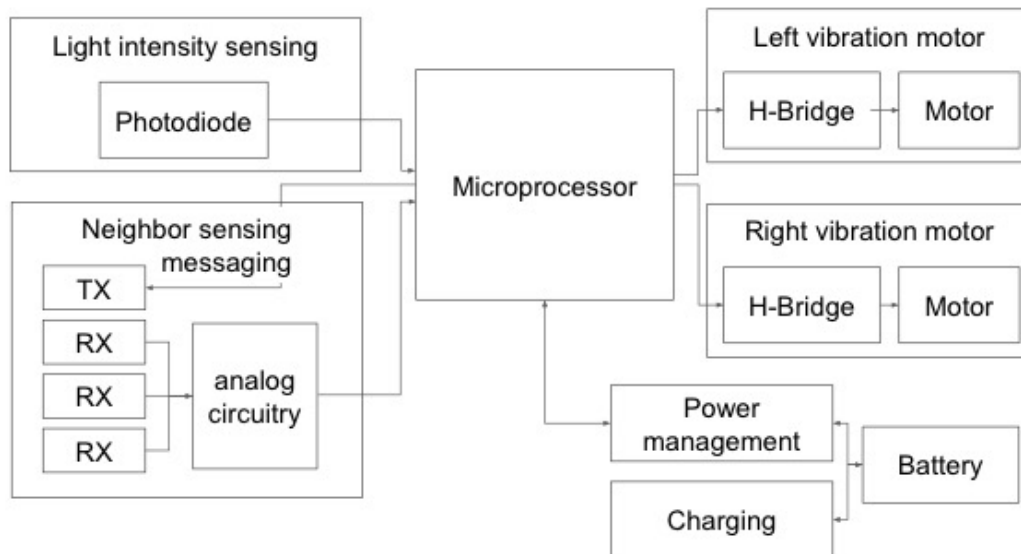 Light intensity sensing
Photodiode
Neighbor sensing
messaging
TX
RX
RX
RX
analog
circuitry
Microprocessor
Left vibration motor
H-Bridge
Motor
Right vibration motor
H-Bridge
Motor
Power
management
Battery
Charging